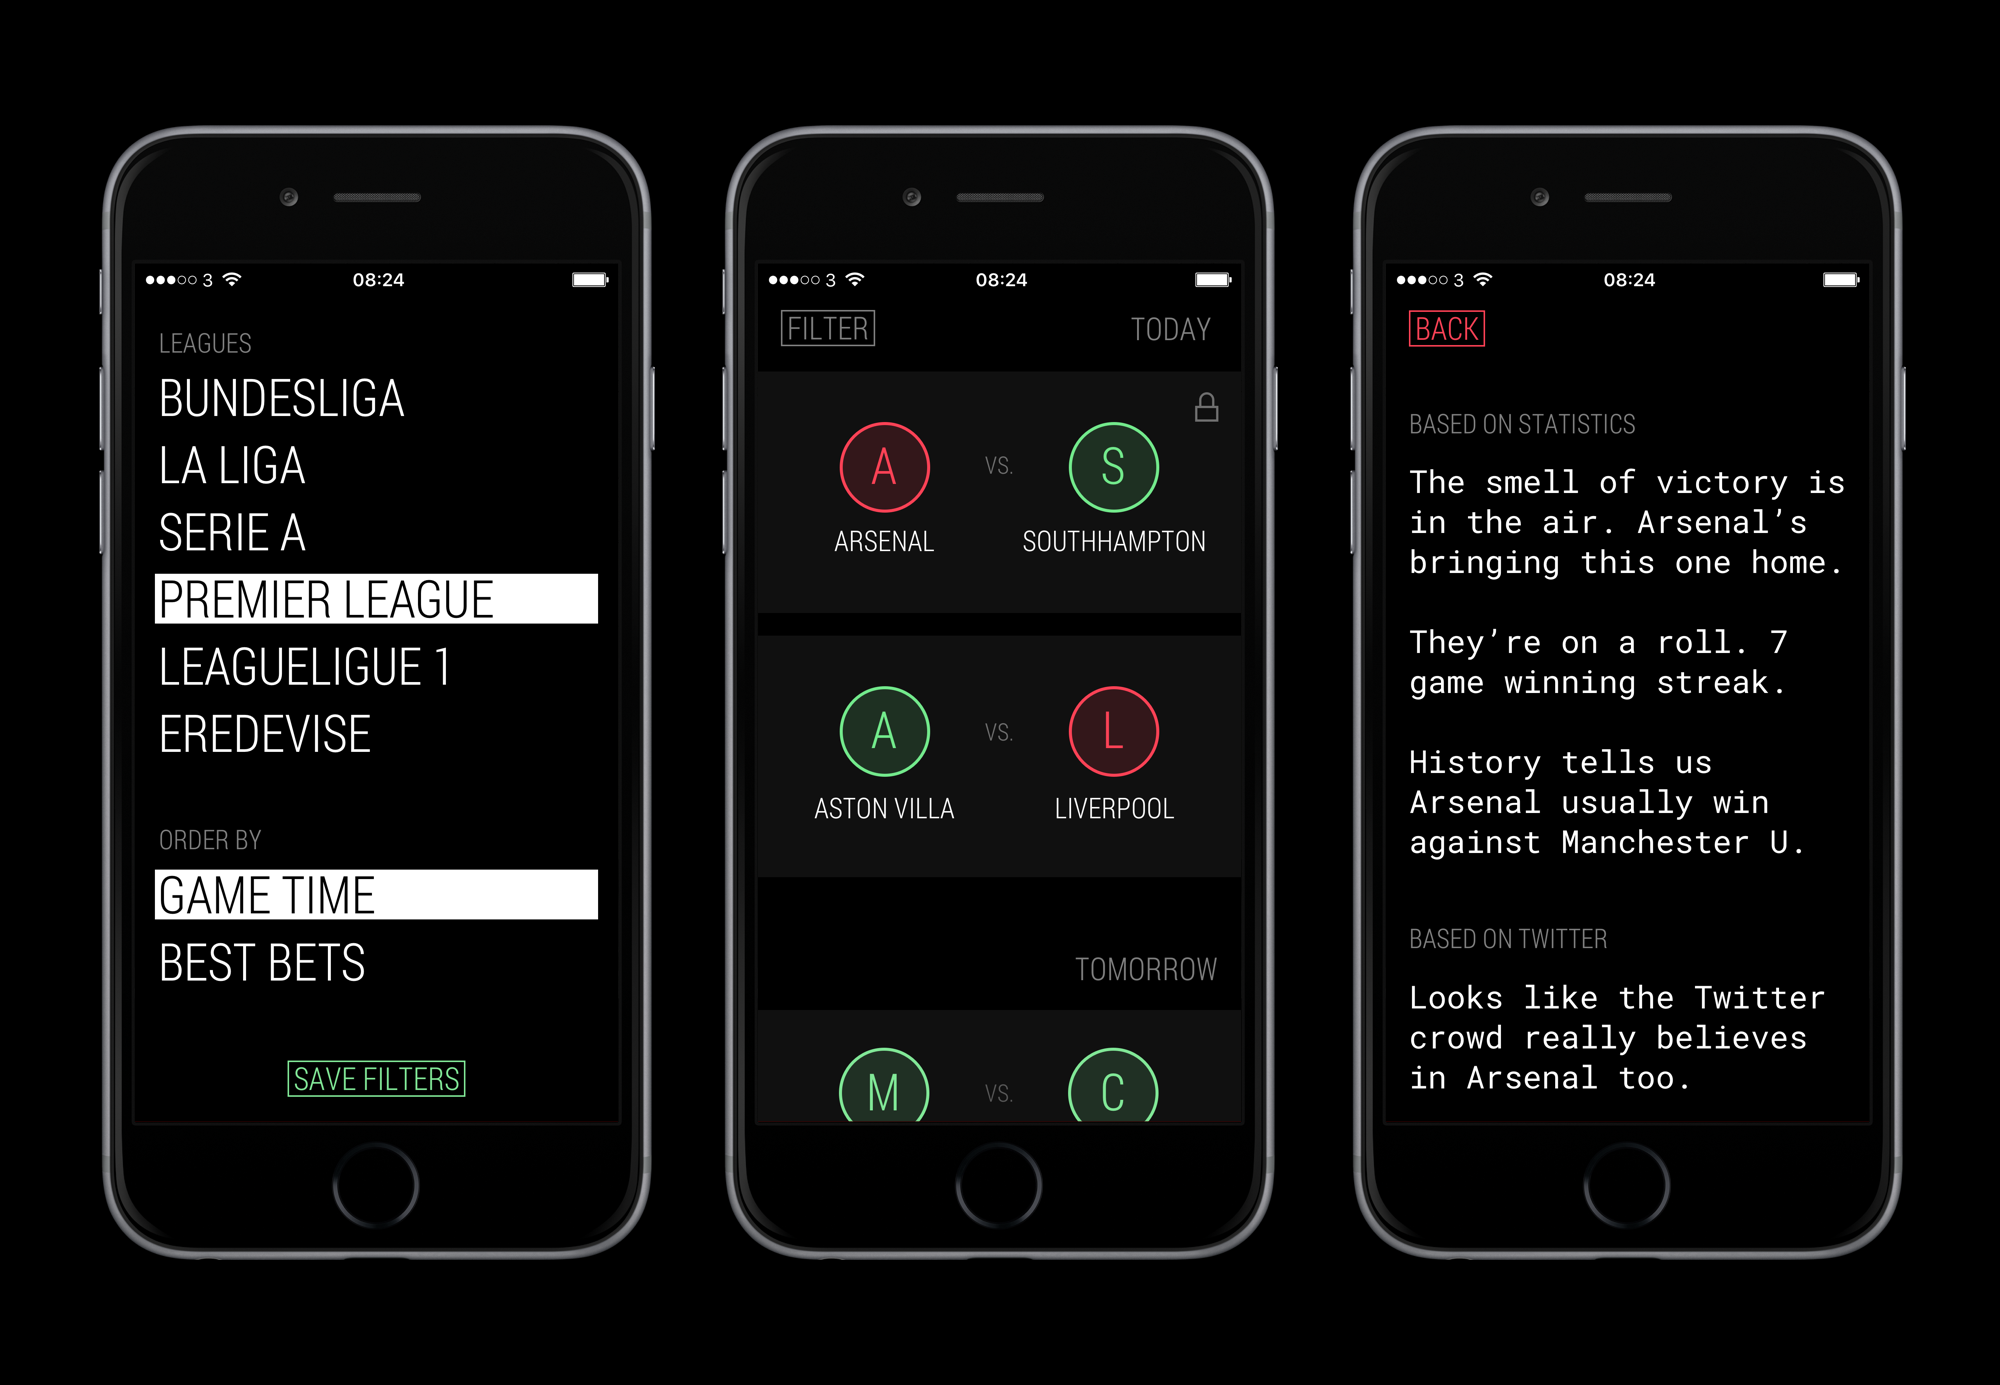 3 08:24
LEAGUES
BUNDESLIGA
LA LIGA
SERIE A
PREMIER LEAGUE
LEAGUELIGUE 1
EREDEVISE
ORDER BY
GAME TIME
BEST BETS
SAVE FILTERS
3 08:24
FILTER TODAY
A VS. S
ARSENAL SOUTHHAMPTON
A VS. L
ASTON VILLA LIVERPOOL
TOMORROW
M VS. C
3 08:24
BACK
BASED ON STATISTICS
The smell of victory is
in the air. Arsenal’s
bringing this one home.
They’re on a roll. 7
game winning streak.
History tells us
Arsenal usually win
against Manchester U.
BASED ON TWITTER
Looks like the Twitter
crowd really believes
in Arsenal too.